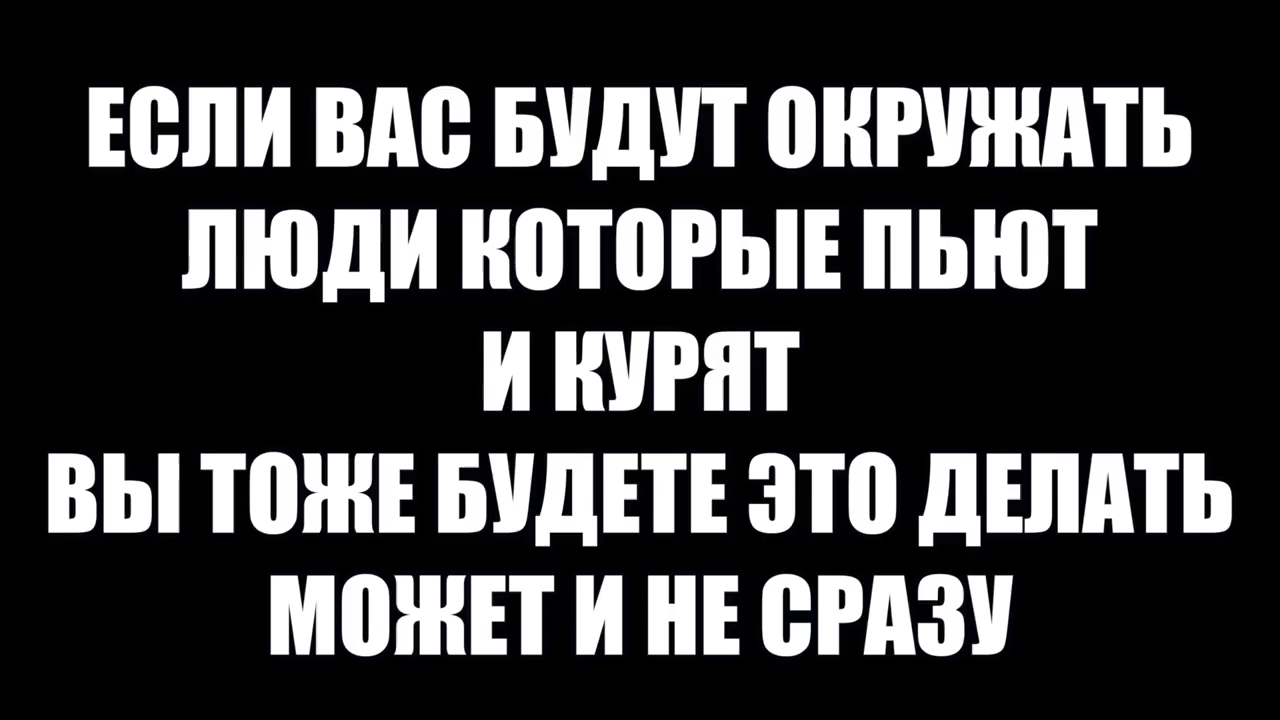 ЕСЛИ ВАС БУДУТ ОКРУЖАТЬ
ЛЮДИ КОТОРЫЕ ПЬЮТ
И КУРЯТ
ВЫ ТОЖЕ БУДЕТЕ ЭТО ДЕЛАТЬ
МОЖЕТ И НЕ СРАЗУ